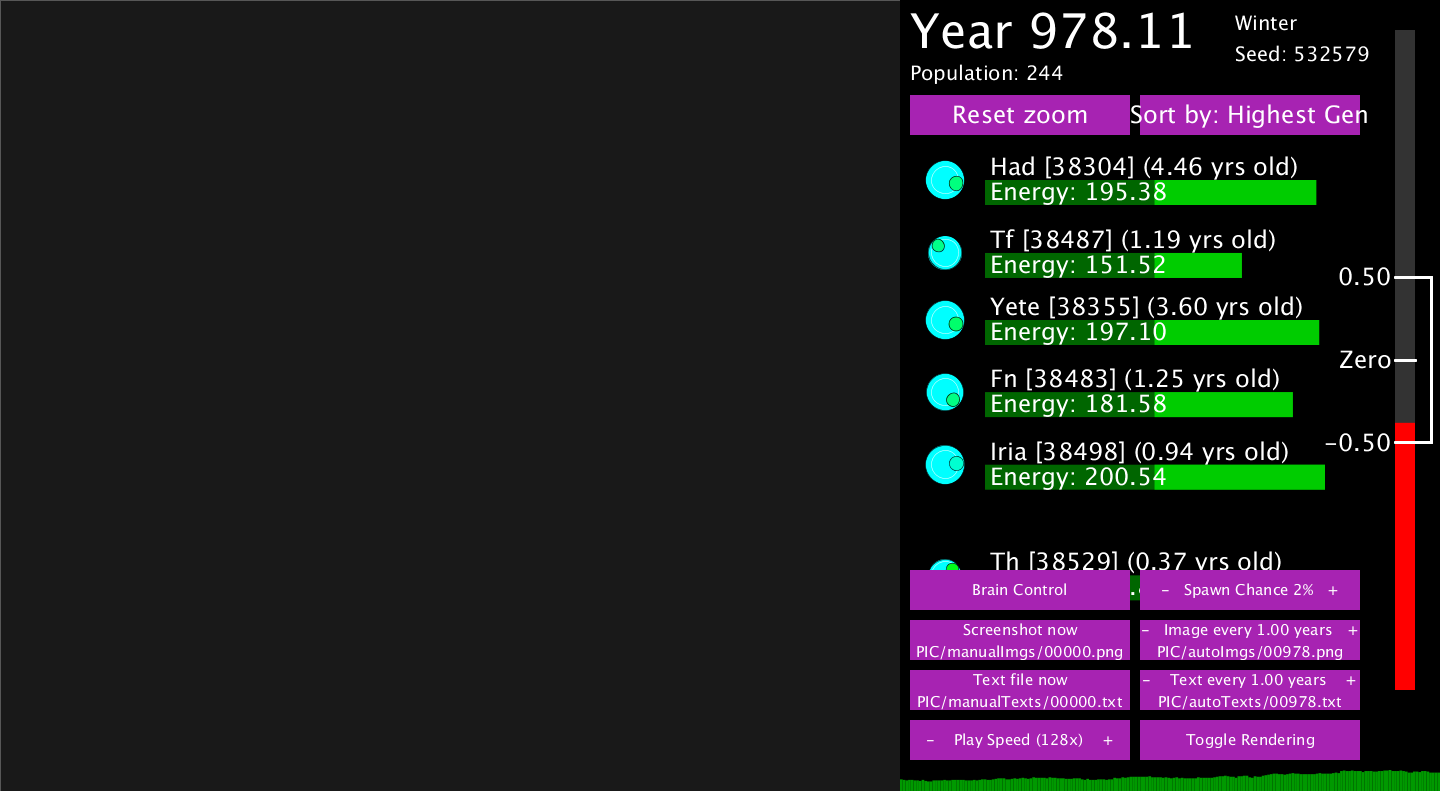 Year 978.11
Winter
Seed: 532579
Population: 244
Reset zoom
Sort by: Highest Gen
Had [38304] (4.46 yrs old)
Energy: 195.38
Tf [38487] (1.19 yrs old)
Energy: 151.52
0.50
Yete [38355] (3.60 yrs old)
Energy: 197.10
Zero
Fn [38483] (1.25 yrs old)
Energy: 181.58
-0.50
Iria [38498] (0.94 yrs old)
Energy: 200.54
Th [38529] (0.37 yrs old)
Brain Control
- Spawn Chance 2% +
Screenshot now
PIC/manualImgs/00000.png
- Image every 1.00 years +
PIC/autoImgs/00978.png
Text file now
PIC/manualTexts/00000.txt
- Text every 1.00 years +
PIC/autoTexts/00978.txt
- Play Speed (128x) +
Toggle Rendering